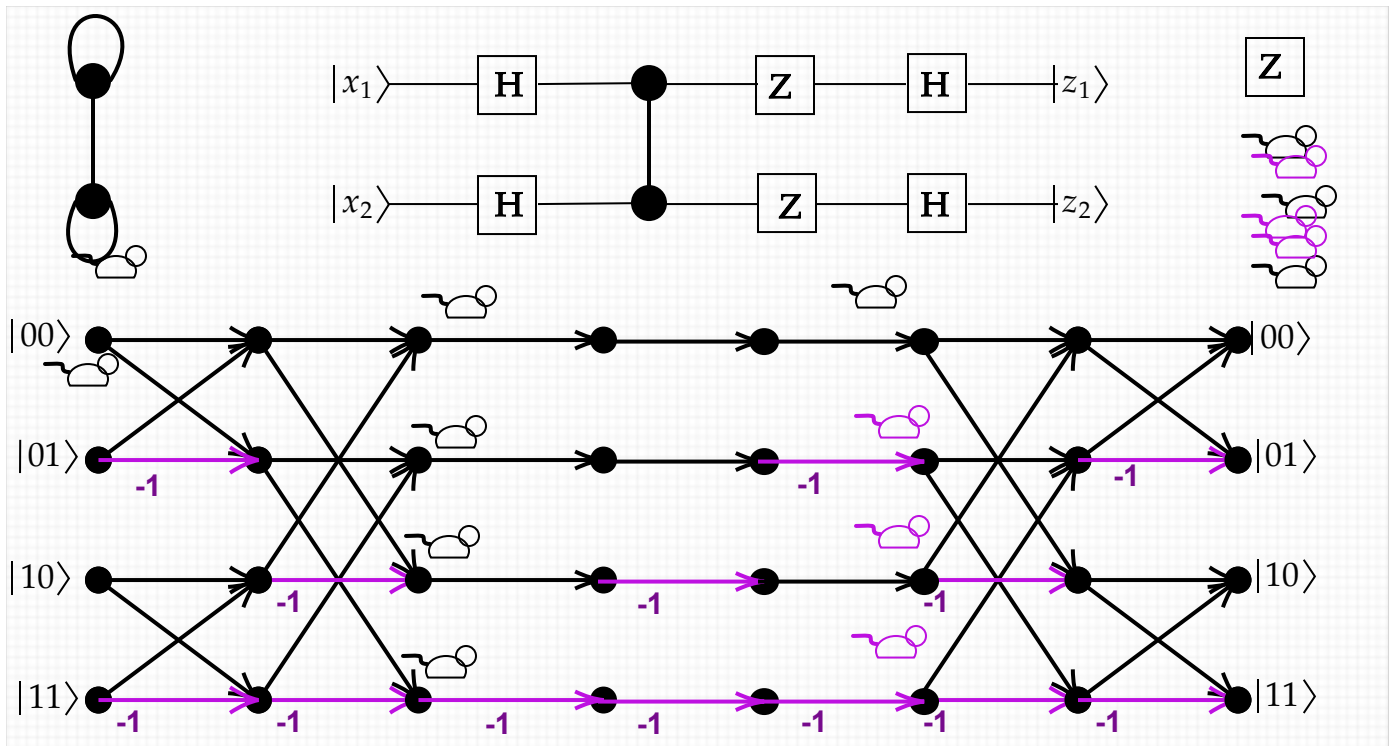 |x₁⟩ H Z H |z₁⟩ Z
|x₂⟩ H Z H |z₂⟩
|00⟩ |00⟩
|01⟩ |01⟩
-1 -1 -1
|10⟩ |10⟩
-1 -1 -1
|11⟩ |11⟩
-1 -1 -1 -1 -1 -1 -1